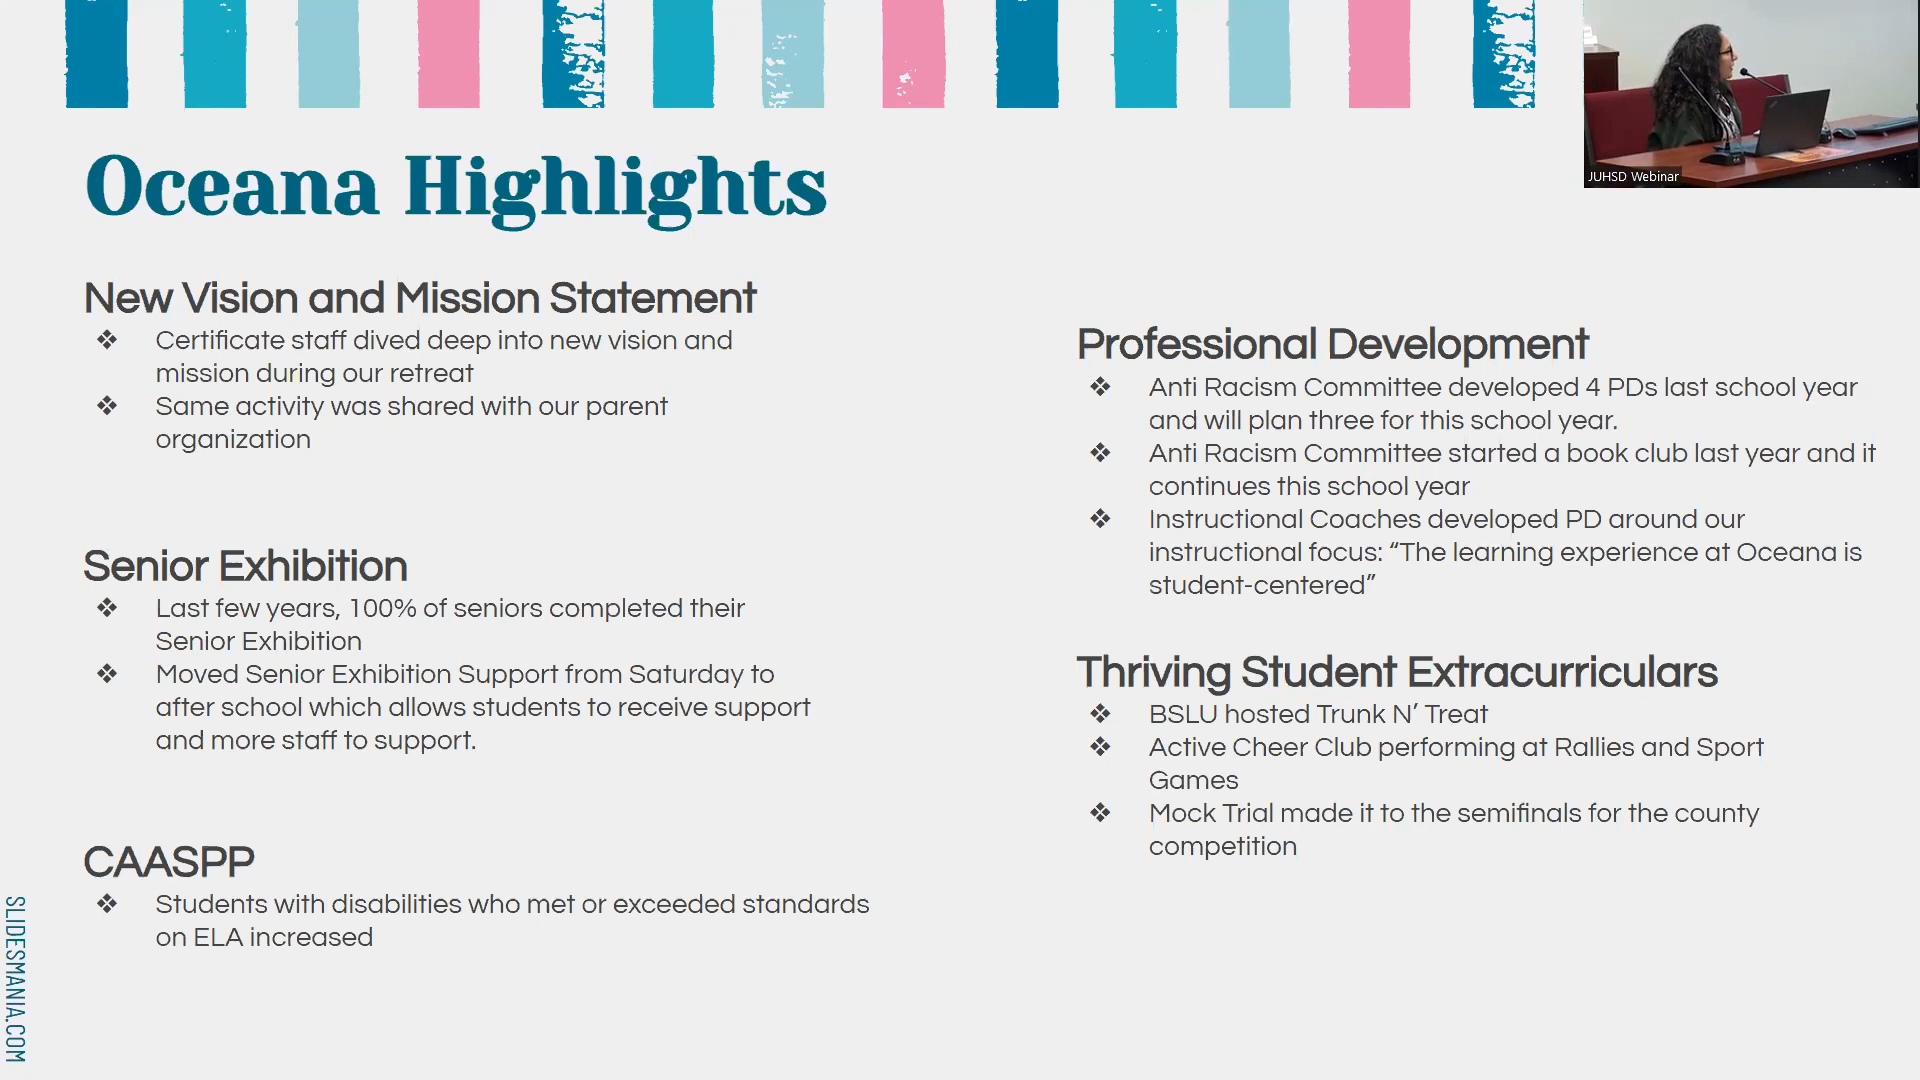 Oceana Highlights
New Vision and Mission Statement
❖ Certificate staff dived deep into new vision and
mission during our retreat
❖ Same activity was shared with our parent
organization
Senior Exhibition
❖ Last few years, 100% of seniors completed their
Senior Exhibition
❖ Moved Senior Exhibition Support from Saturday to
after school which allows students to receive support
and more staff to support.
CAASPP
❖ Students with disabilities who met or exceeded standards
on ELA increased
Professional Development
❖ Anti Racism Committee developed 4 PDs last school year
and will plan three for this school year.
❖ Anti Racism Committee started a book club last year and it
continues this school year
❖ Instructional Coaches developed PD around our
instructional focus: “The learning experience at Oceana is
student-centered”
Thriving Student Extracurriculars
❖ BSLU hosted Trunk N’ Treat
❖ Active Cheer Club performing at Rallies and Sport
Games
❖ Mock Trial made it to the semifinals for the county
competition
JUHSD Webinar
SLIDESMANIA.COM